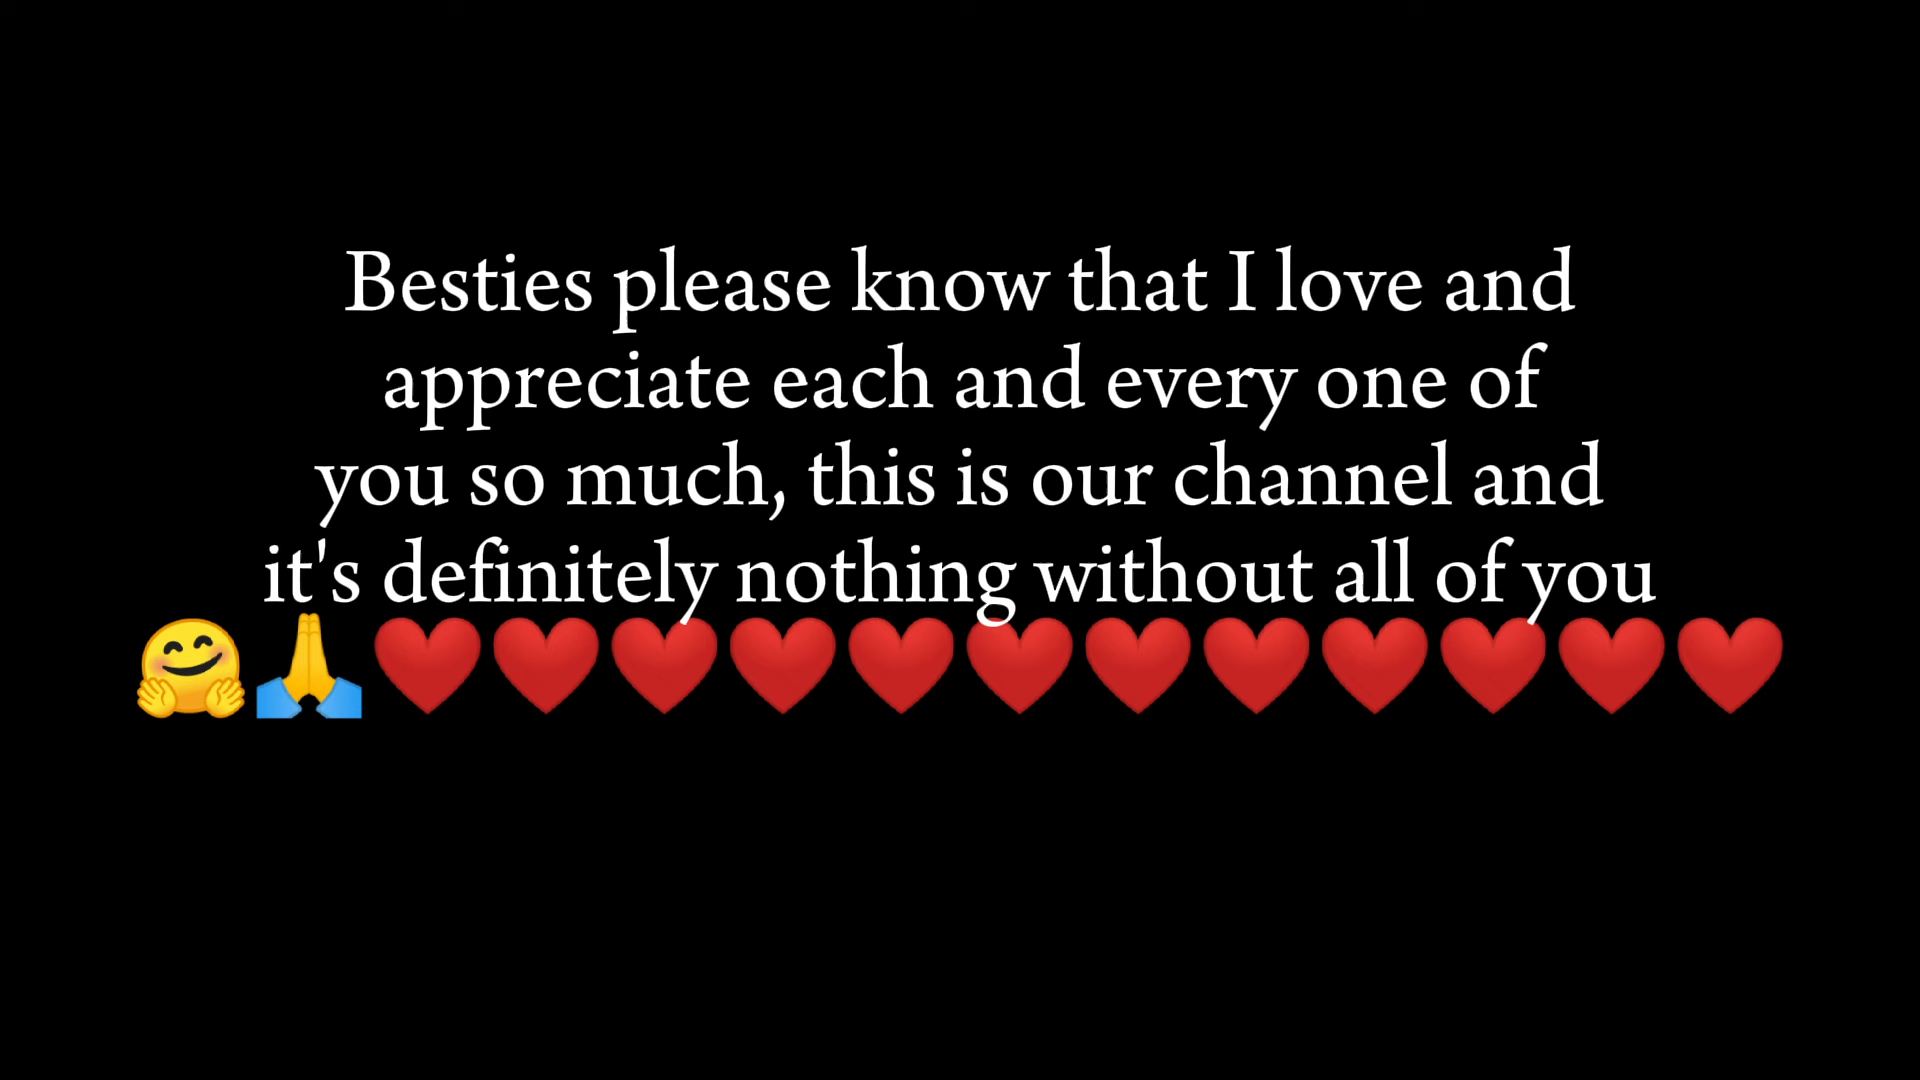 Besties please know that I love and
appreciate each and every one of
you so much, this is our channel and
it's definitely nothing without all of you
🤗🙏❤️❤️❤️❤️❤️❤️❤️❤️❤️❤️❤️❤️